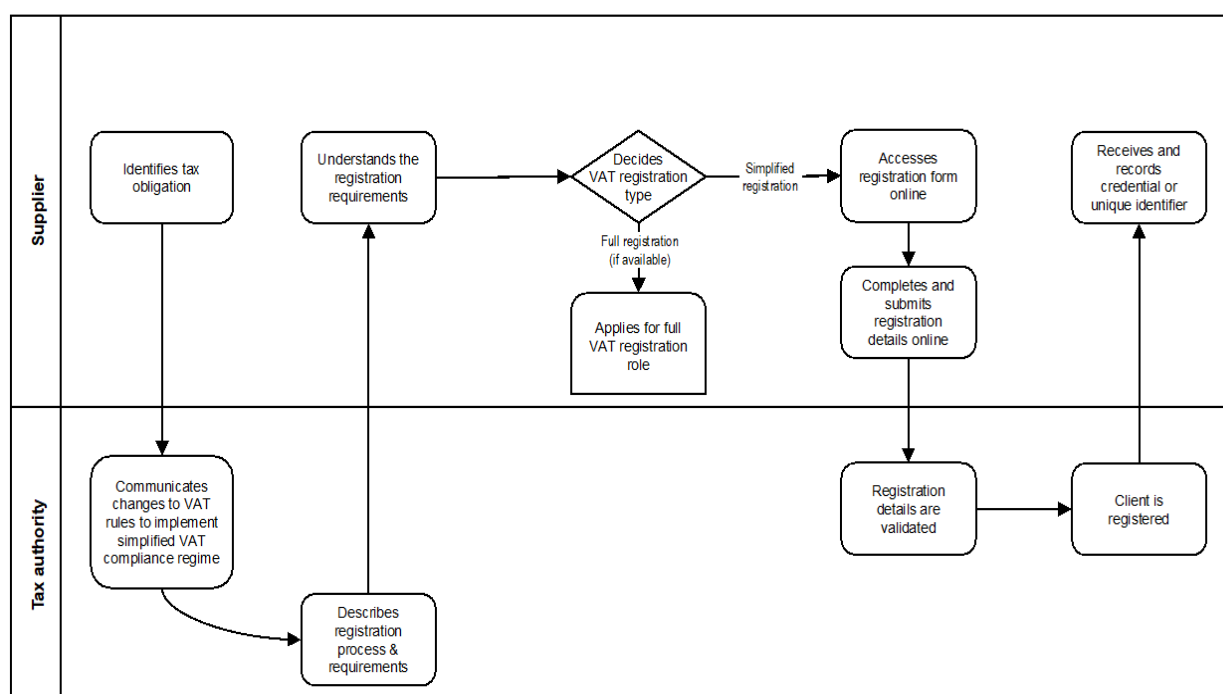 Supplier
Identifies tax
obligation
Understands the
registration
requirements
Decides
VAT registration
type
Simplified
registration
Accesses
registration form
online
Receives and
records
credential or
unique identifier
Full registration
(if available)
Applies for full
VAT registration
role
Completes and
submits
registration
details online
Tax authority
Communicates
changes to VAT
rules to implement
simplified VAT
compliance regime
Describes
registration
process &
requirements
Registration
details are
validated
Client is
registered